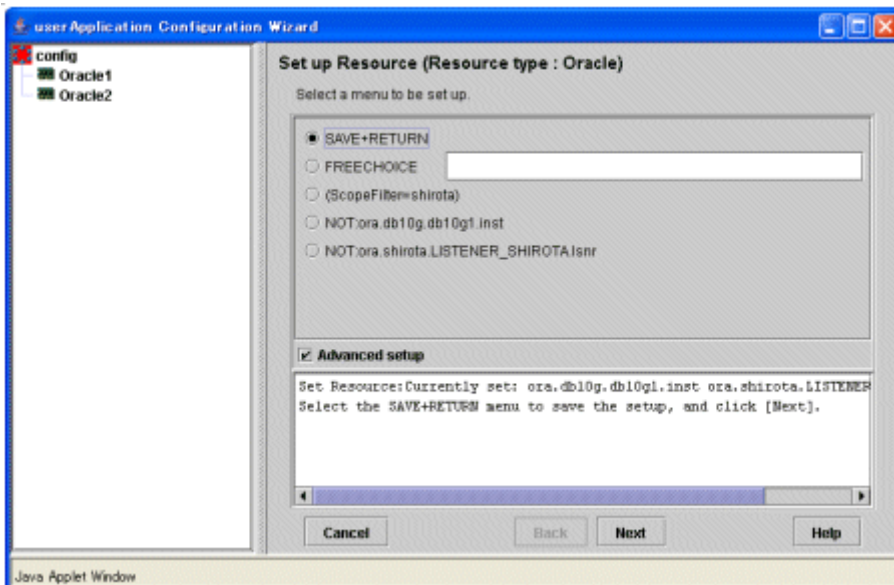 userApplication Configuration Wizard
config
Oracle1
Oracle2
Set up Resource (Resource type : Oracle)
Select a menu to be set up.
SAVE+RETURN
FREECHOICE
(ScopeFilter=shirota)
NOT:ora.db10g.db10g1.inst
NOT:ora.shirota.LISTENER_SHIROTA.lsnr
Advanced setup
Set Resource:Currently set: ora.db10g.db10g1.inst ora.shirota.LISTENER
Select the SAVE+RETURN menu to save the setup, and click [Next].
Cancel Back Next Help
Java Applet Window